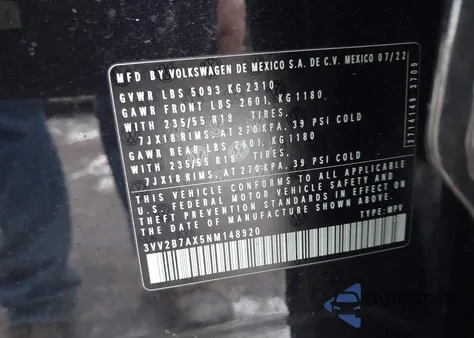 MFD BY VOLKSWAGEN DE MEXICO S.A. DE C.V. MEXICO 07/22
GVWR LBS 5093 KG 2310
GAWR FRONT LBS 2601, KG 1180
WITH 235/55 R18 TIRES,
7JX18 RIMS, AT 270 KPA, 39 PSI COLD
GAWR REAR LBS 2601, KG 1180
WITH 235/55 R18 TIRES,
7JX18 RIMS, AT 270 KPA, 39 PSI COLD
THIS VEHICLE CONFORMS TO ALL APPLICABLE
U.S. FEDERAL MOTOR VEHICLE SAFETY AND
THEFT PREVENTION STANDARDS IN EFFECT ON
THE DATE OF MANUFACTURE SHOWN ABOVE.
3VV2B7AX5NM148920 TYPE: MPV
2714149 3709